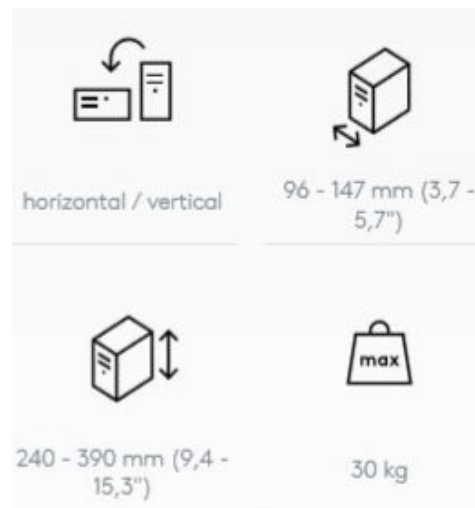 horizontal / vertical
96 - 147 mm (3,7 -
5,7")
240 - 390 mm (9,4 -
15,3")
max
30 kg